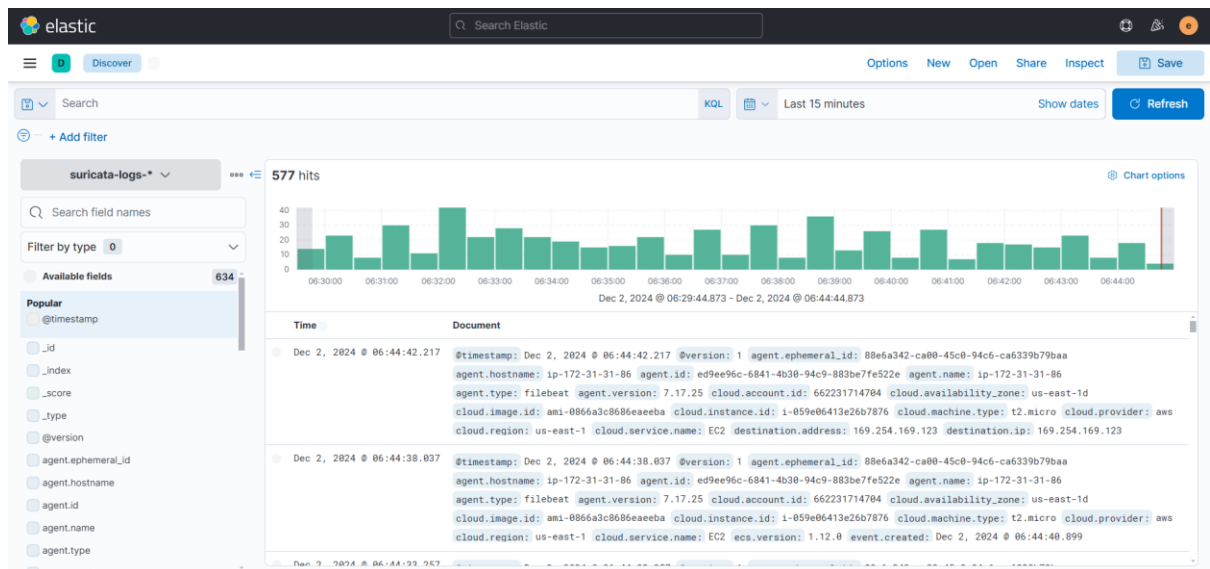 elastic
Search Elastic
e
D
Discover
Options New Open Share Inspect Save
Search
KQL
Last 15 minutes
Show dates
Refresh
+ Add filter
suricata-logs-*
577 hits
Chart options
Search field names
Filter by type 0
Available fields 634
Popular
@timestamp
_id
_index
_score
_type
@version
agent.ephemeral_id
agent.hostname
agent.id
agent.name
agent.type
40
30
20
10
0
06:30:00 06:31:00 06:32:00 06:33:00 06:34:00 06:35:00 06:36:00 06:37:00 06:38:00 06:39:00 06:40:00 06:41:00 06:42:00 06:43:00 06:44:00
Dec 2, 2024 @ 06:29:44.873 - Dec 2, 2024 @ 06:44:44.873
Time Document
Dec 2, 2024 @ 06:44:42.217 @timestamp: Dec 2, 2024 @ 06:44:42.217 @version: 1 agent.ephemeral_id: 88e6a342-ca00-45c0-94c6-ca6339b79baa
agent.hostname: ip-172-31-31-86 agent.id: ed9ee96c-6841-4b30-94c9-883be7fe522e agent.name: ip-172-31-31-86
agent.type: filebeat agent.version: 7.17.25 cloud.account.id: 662231714704 cloud.availability_zone: us-east-1d
cloud.image.id: ami-0866a3c8686eaeeba cloud.instance.id: i-059e06413e26b7876 cloud.machine.type: t2.micro cloud.provider: aws
cloud.region: us-east-1 cloud.service.name: EC2 destination.address: 169.254.169.123 destination.ip: 169.254.169.123
Dec 2, 2024 @ 06:44:38.037 @timestamp: Dec 2, 2024 @ 06:44:38.037 @version: 1 agent.ephemeral_id: 88e6a342-ca00-45c0-94c6-ca6339b79baa
agent.hostname: ip-172-31-31-86 agent.id: ed9ee96c-6841-4b30-94c9-883be7fe522e agent.name: ip-172-31-31-86
agent.type: filebeat agent.version: 7.17.25 cloud.account.id: 662231714704 cloud.availability_zone: us-east-1d
cloud.image.id: ami-0866a3c8686eaeeba cloud.instance.id: i-059e06413e26b7876 cloud.machine.type: t2.micro cloud.provider: aws
cloud.region: us-east-1 cloud.service.name: EC2 ecs.version: 1.12.0 event.created: Dec 2, 2024 @ 06:44:40.899
Dec 2, 2024 @ 06:44:33.257